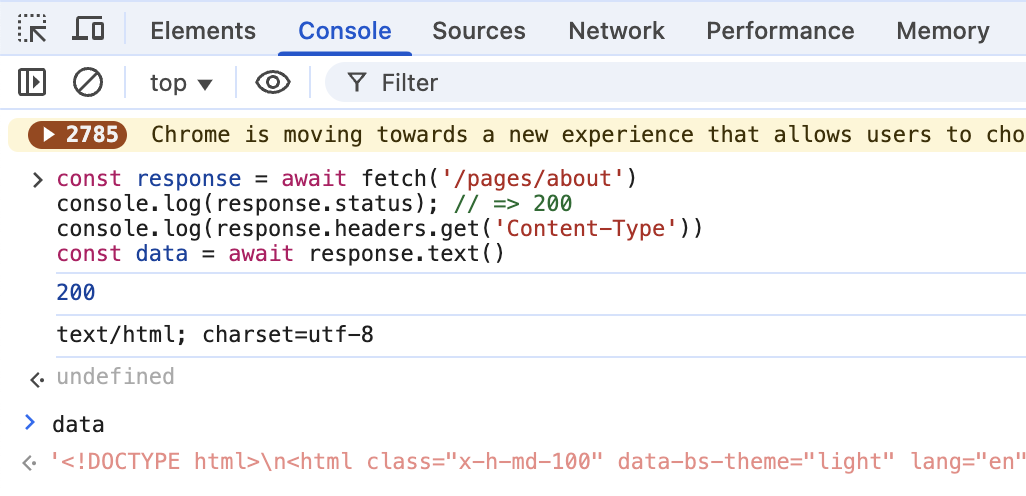 Elements Console Sources Network Performance Memory
top Filter
2785 Chrome is moving towards a new experience that allows users to cho
const response = await fetch('/pages/about')
console.log(response.status); // => 200
console.log(response.headers.get('Content-Type'))
const data = await response.text()
200
text/html; charset=utf-8
undefined
data
'<!DOCTYPE html>\n<html class="x-h-md-100" data-bs-theme="light" lang="en"